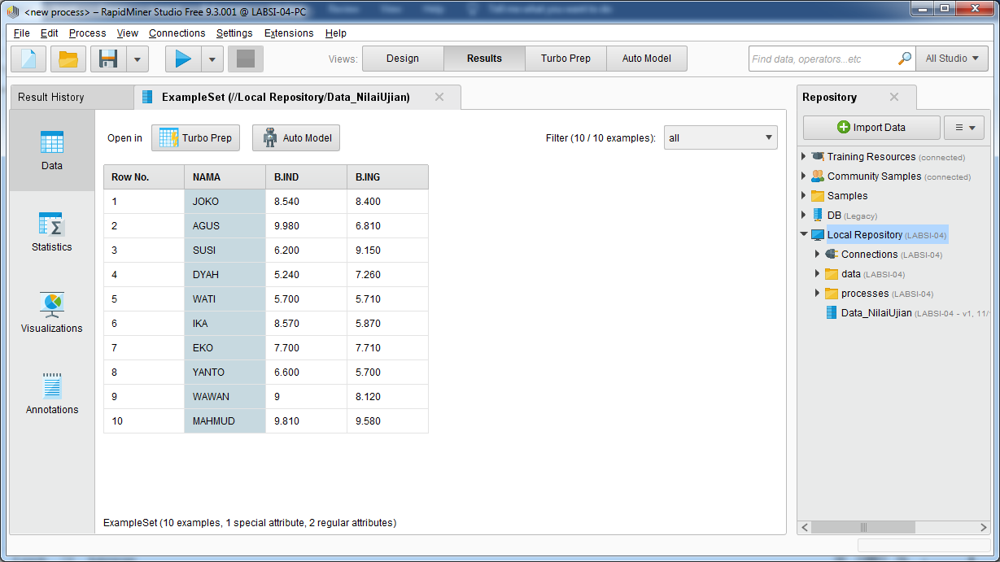 <new process> – RapidMiner Studio Free 9.3.001 @ LABSI-04-PC
File Edit Process View Connections Settings Extensions Help
Views: Design Results Turbo Prep Auto Model Find data, operators...etc All Studio
Result History ExampleSet (//Local Repository/Data_NilaiUjian)
Open in Turbo Prep Auto Model Filter (10 / 10 examples): all
Data
Statistics
Visualizations
Annotations
Row No. NAMA B.IND B.ING
1 JOKO 8.540 8.400
2 AGUS 9.980 6.810
3 SUSI 6.200 9.150
4 DYAH 5.240 7.260
5 WATI 5.700 5.710
6 IKA 8.570 5.870
7 EKO 7.700 7.710
8 YANTO 6.600 5.700
9 WAWAN 9 8.120
10 MAHMUD 9.810 9.580
ExampleSet (10 examples, 1 special attribute, 2 regular attributes)
Repository
Import Data
Training Resources (connected)
Community Samples (connected)
Samples
DB (Legacy)
Local Repository (LABSI-04)
Connections (LABSI-04)
data (LABSI-04)
processes (LABSI-04)
Data_NilaiUjian (LABSI-04 - v1, 11/